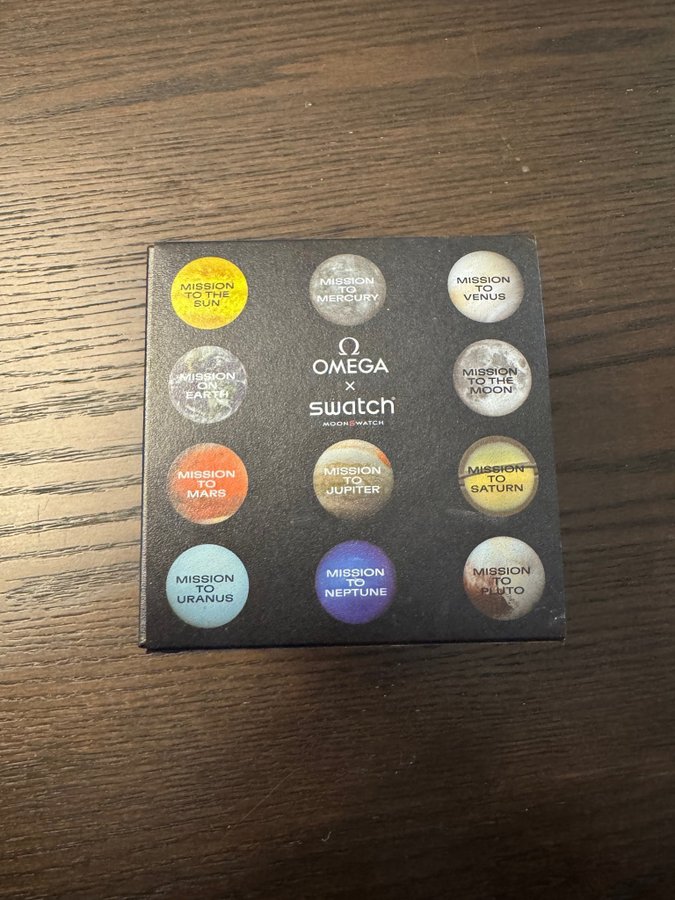 MISSION
TO THE
SUN
MISSION
TO
MERCURY
MISSION
TO
VENUS
MISSION
ON
EARTH
Ω
OMEGA
×
swatch®
MOONSWATCH
MISSION
TO THE
MOON
MISSION
TO
MARS
MISSION
TO
JUPITER
MISSION
TO
SATURN
MISSION
TO
URANUS
MISSION
TO
NEPTUNE
MISSION
TO
PLUTO